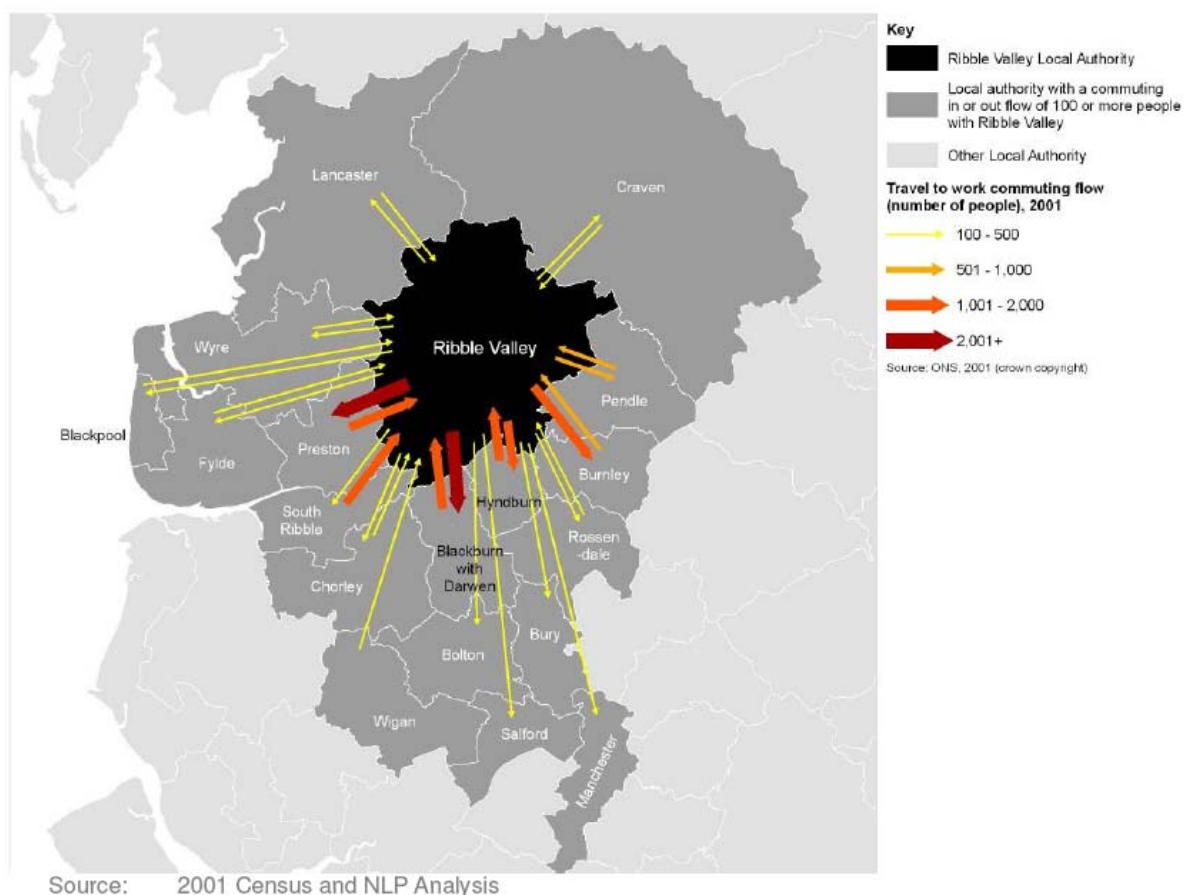 Key
Ribble Valley Local Authority
Local authority with a commuting
in or out flow of 100 or more people
with Ribble Valley
Other Local Authority
Travel to work commuting flow
(number of people), 2001
100 - 500
501 - 1,000
1,001 - 2,000
2,001+
Source: ONS, 2001 (crown copyright)
Lancaster
Craven
Wyre
Ribble Valley
Pendle
Blackpool
Preston
Fylde
Burnley
Hyndburn
South
Ribble
Rossen
-dale
Blackburn
with
Darwen
Chorley
Bury
Bolton
Wigan
Salford
Manchester
Source: 2001 Census and NLP Analysis